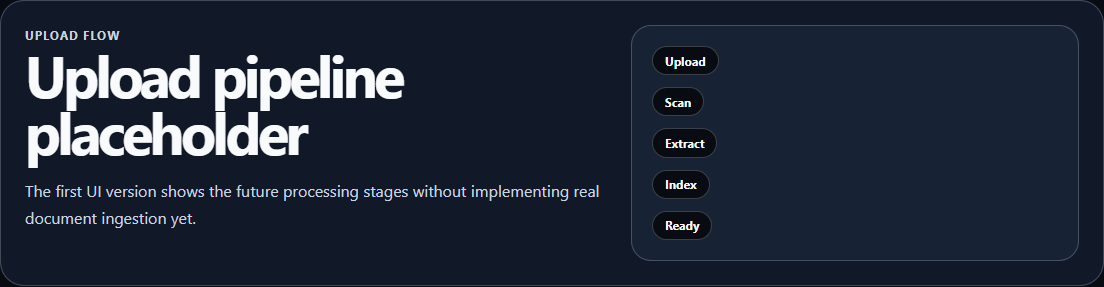 UPLOAD FLOW
Upload pipeline
placeholder
The first UI version shows the future processing stages without implementing real
document ingestion yet.
Upload
Scan
Extract
Index
Ready